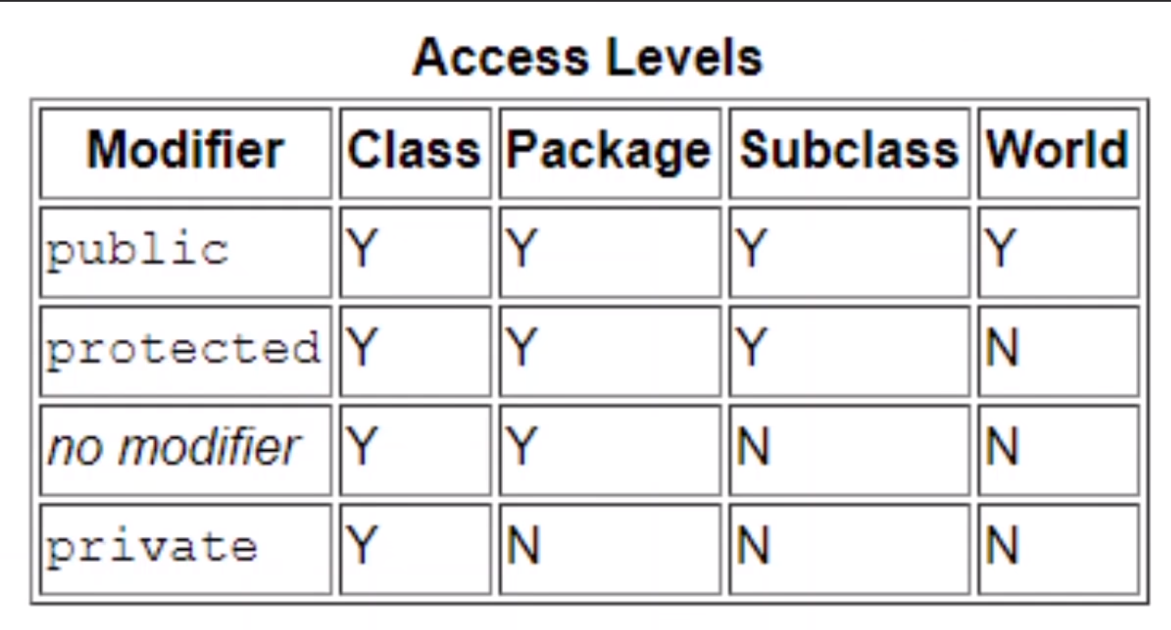 Access Levels
Modifier Class Package Subclass World
public Y Y Y Y
protected Y Y Y N
no modifier Y Y N N
private Y N N N